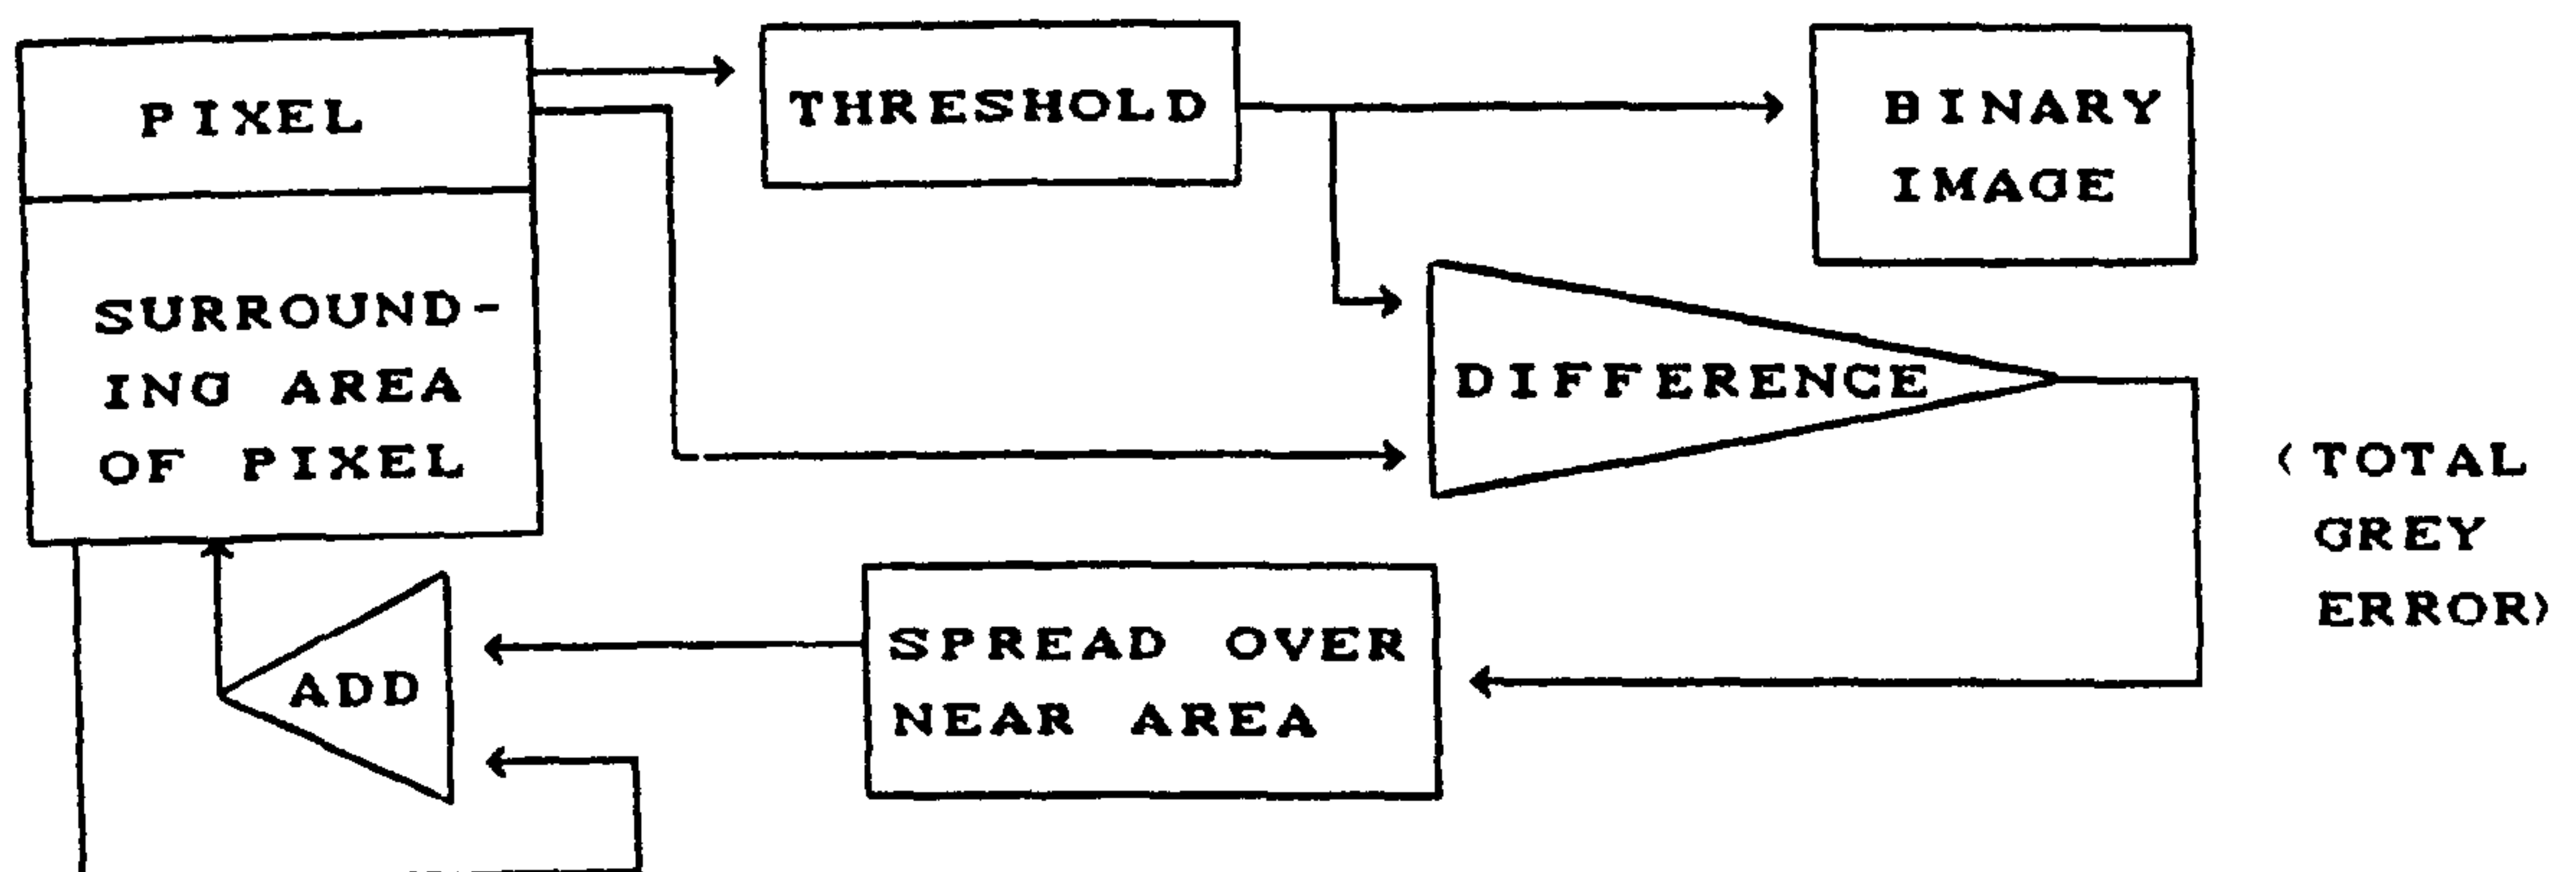 PIXEL
SURROUND-
ING AREA
OF PIXEL
THRESHOLD
BINARY
IMAGE
DIFFERENCE
(TOTAL
GREY
ERROR)
SPREAD OVER
NEAR AREA
ADD